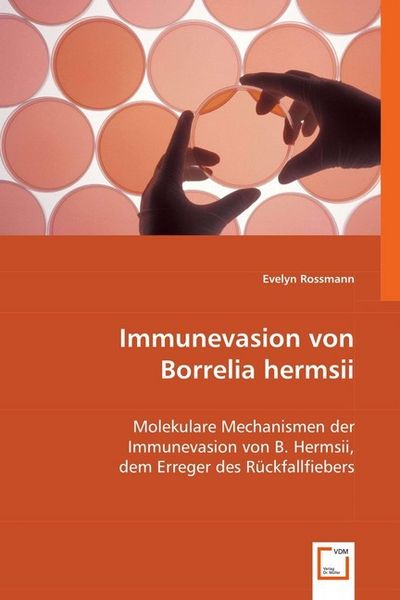 Evelyn Rossmann
Immunevasion von
Borrelia hermsii
Molekulare Mechanismen der
Immunevasion von B. Hermsii,
dem Erreger des Rückfallfiebers
VDM
Verlag
Dr. Müller